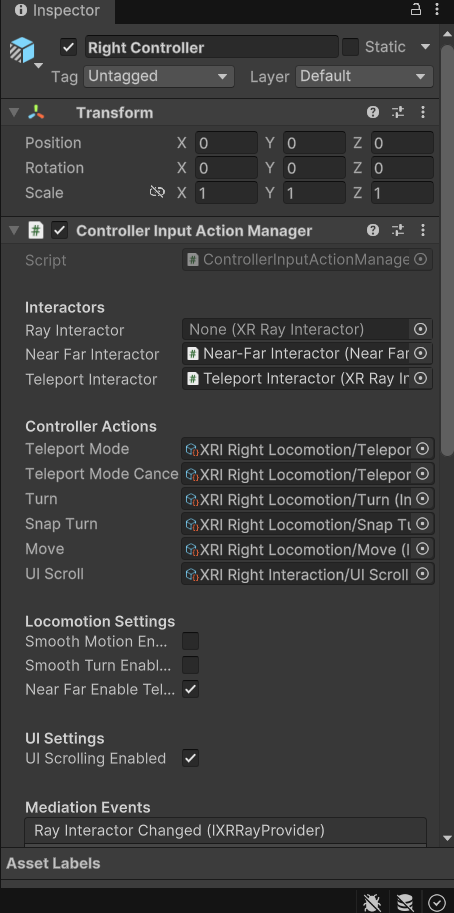 Inspector
Right Controller
Static
Tag Untagged Layer Default
Transform
Position X 0 Y 0 Z 0
Rotation X 0 Y 0 Z 0
Scale X 1 Y 1 Z 1
# Controller Input Action Manager
Script # ControllerInputActionManage
Interactors
Ray Interactor None (XR Ray Interactor)
Near Far Interactor # Near-Far Interactor (Near Far
Teleport Interactor # Teleport Interactor (XR Ray In
Controller Actions
Teleport Mode XRI Right Locomotion/Telepor
Teleport Mode Cance XRI Right Locomotion/Telepor
Turn XRI Right Locomotion/Turn (In
Snap Turn XRI Right Locomotion/Snap Tu
Move XRI Right Locomotion/Move (I
UI Scroll XRI Right Interaction/UI Scroll
Locomotion Settings
Smooth Motion En...
Smooth Turn Enabl...
Near Far Enable Tel...
UI Settings
UI Scrolling Enabled
Mediation Events
Ray Interactor Changed (IXRRayProvider)
Asset Labels